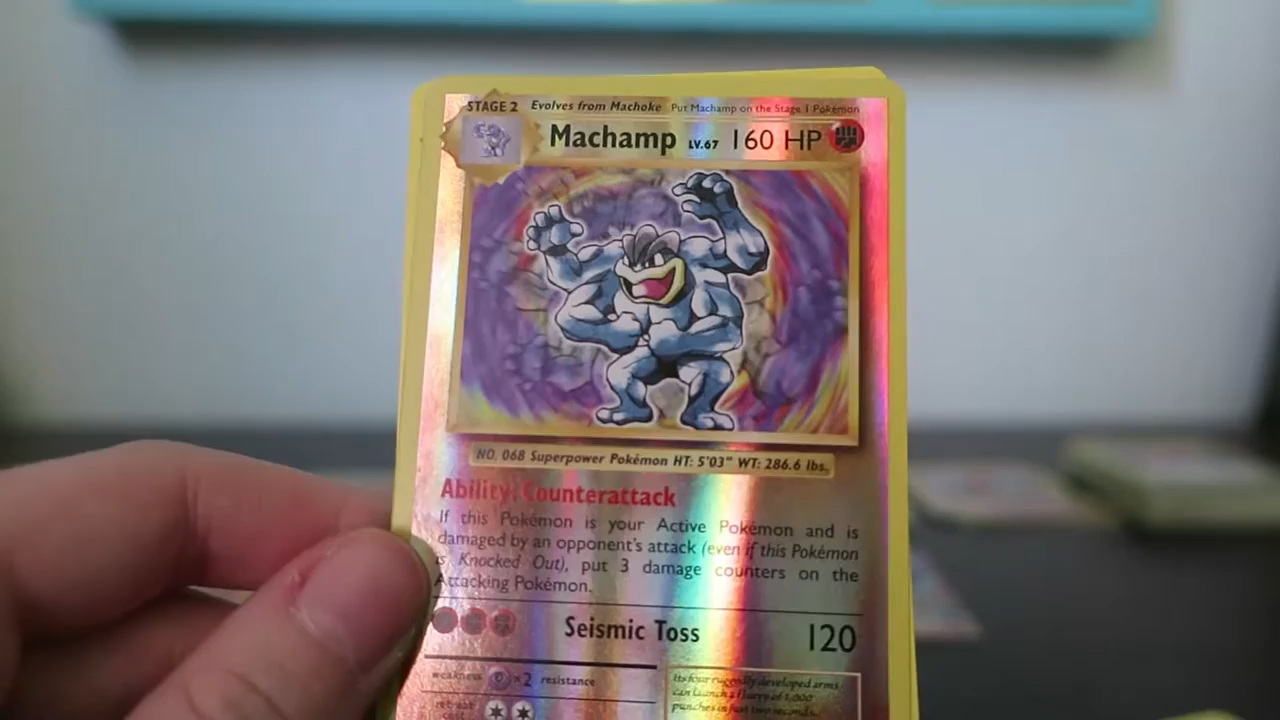 STAGE 2 Evolves from Machoke Put Machamp on the Stage 1 Pokémon
Machamp LV.67 160 HP
NO. 068 Superpower Pokémon HT: 5'03" WT: 286.6 lbs.
Ability: Counterattack
If this Pokémon is your Active Pokémon and is
damaged by an opponent's attack (even if this Pokémon
is Knocked Out), put 3 damage counters on the
Attacking Pokémon.
Seismic Toss 120
weakness ×2 resistance
retreat
cost
Its four ruggedly developed arms
can launch a flurry of 1,000
punches in just two seconds.